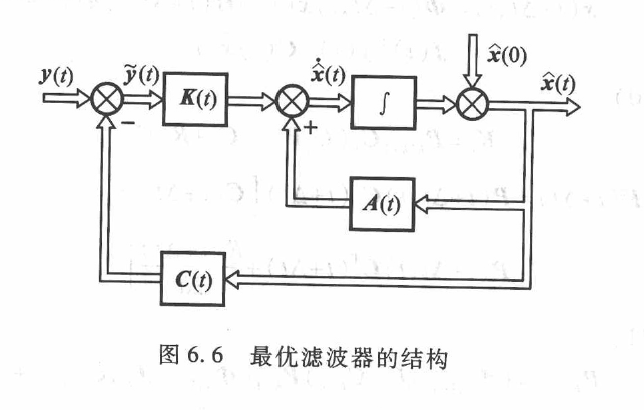 x̂(0)
y(t)
ỹ(t)
K(t)
x̂̇(t)
∫
x̂(t)
−
+
A(t)
C(t)
图 6.6 最优滤波器的结构